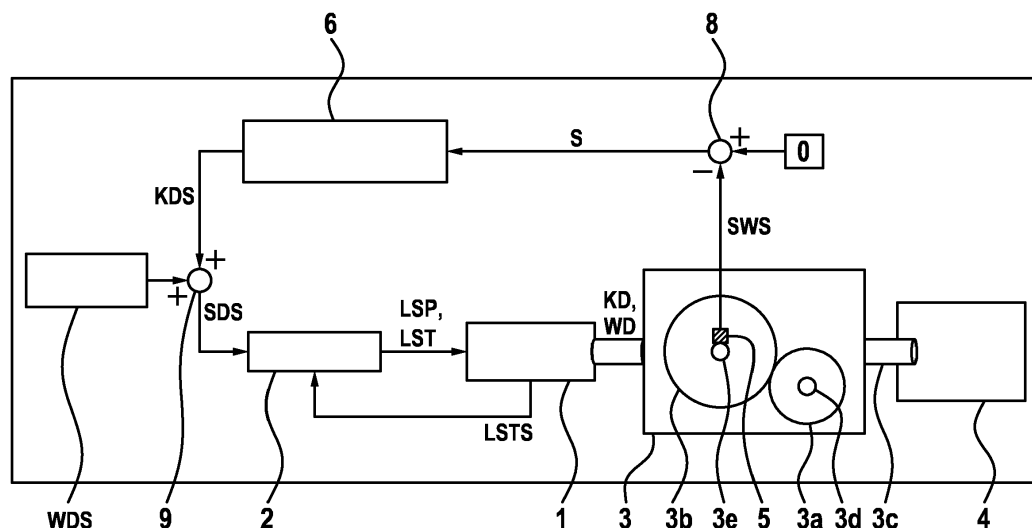 6
8
S
+
0
−
KDS
SWS
+
+
SDS
LSP,
LST
KD,
WD
LSTS
WDS
9
2
1
3
3b
3e
5
3a
3d
3c
4